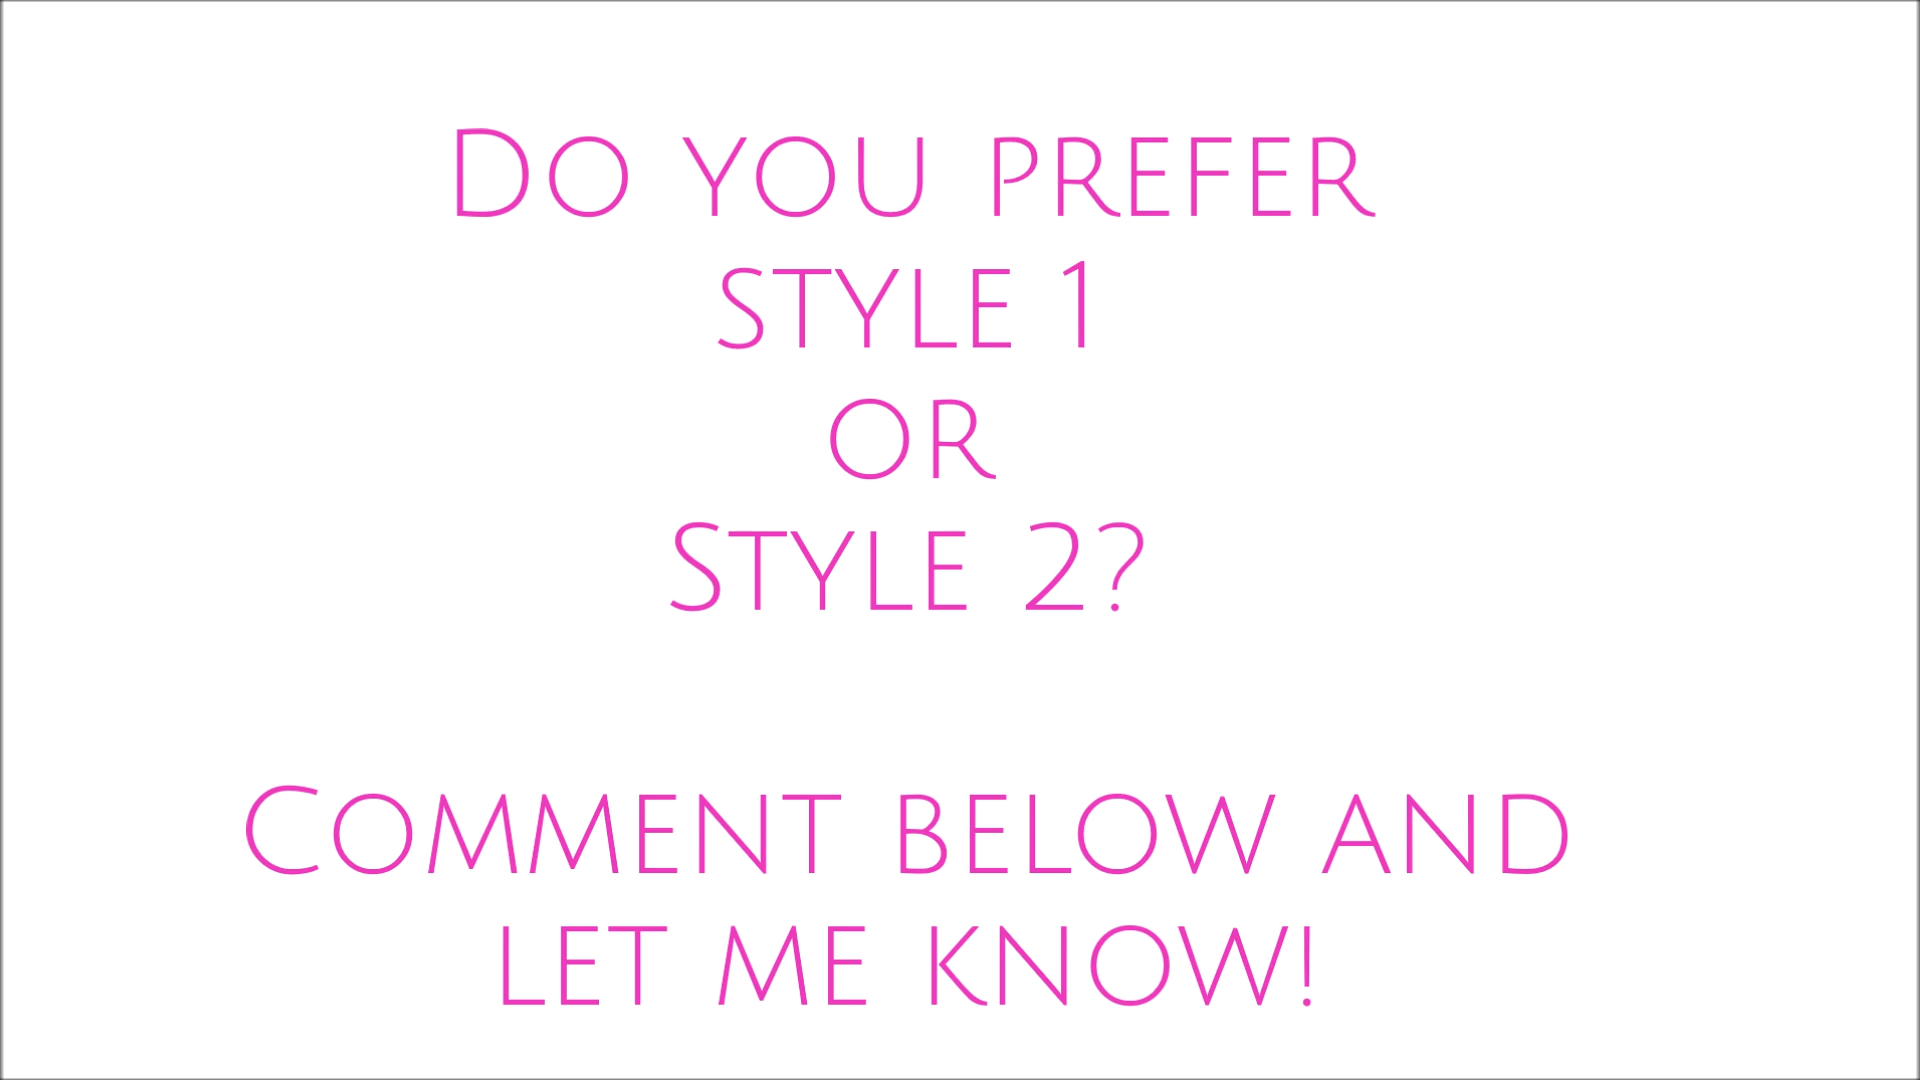 Do you prefer
style 1
or
Style 2?
Comment below and
let me know!